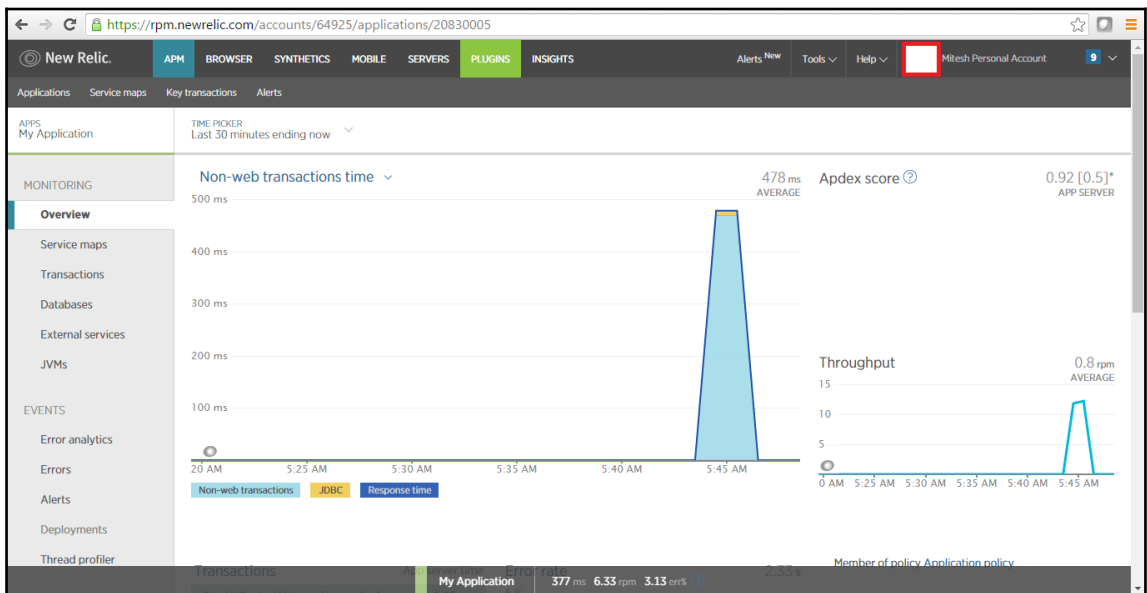 https://rpm.newrelic.com/accounts/64925/applications/20830005
New Relic. APM BROWSER SYNTHETICS MOBILE SERVERS PLUGINS INSIGHTS Alerts New Tools Help Mitesh Personal Account 9
Applications Service maps Key transactions Alerts
APPS
My Application
TIME PICKER
Last 30 minutes ending now
MONITORING
Overview
Service maps
Transactions
Databases
External services
JVMs
EVENTS
Error analytics
Errors
Alerts
Deployments
Thread profiler
Non-web transactions time
478 ms
AVERAGE
500 ms
400 ms
300 ms
200 ms
100 ms
20 AM 5:25 AM 5:30 AM 5:35 AM 5:40 AM 5:45 AM
Non-web transactions JDBC Response time
Apdex score ?
0.92 [0.5]*
APP SERVER
Throughput
0.8 rpm
AVERAGE
15
10
5
0 AM 5:25 AM 5:30 AM 5:35 AM 5:40 AM 5:45 AM
Transactions App server time Error rate 2.33 %
Member of policy Application policy
My Application 377 ms 6.33 rpm 3.13 err% ?